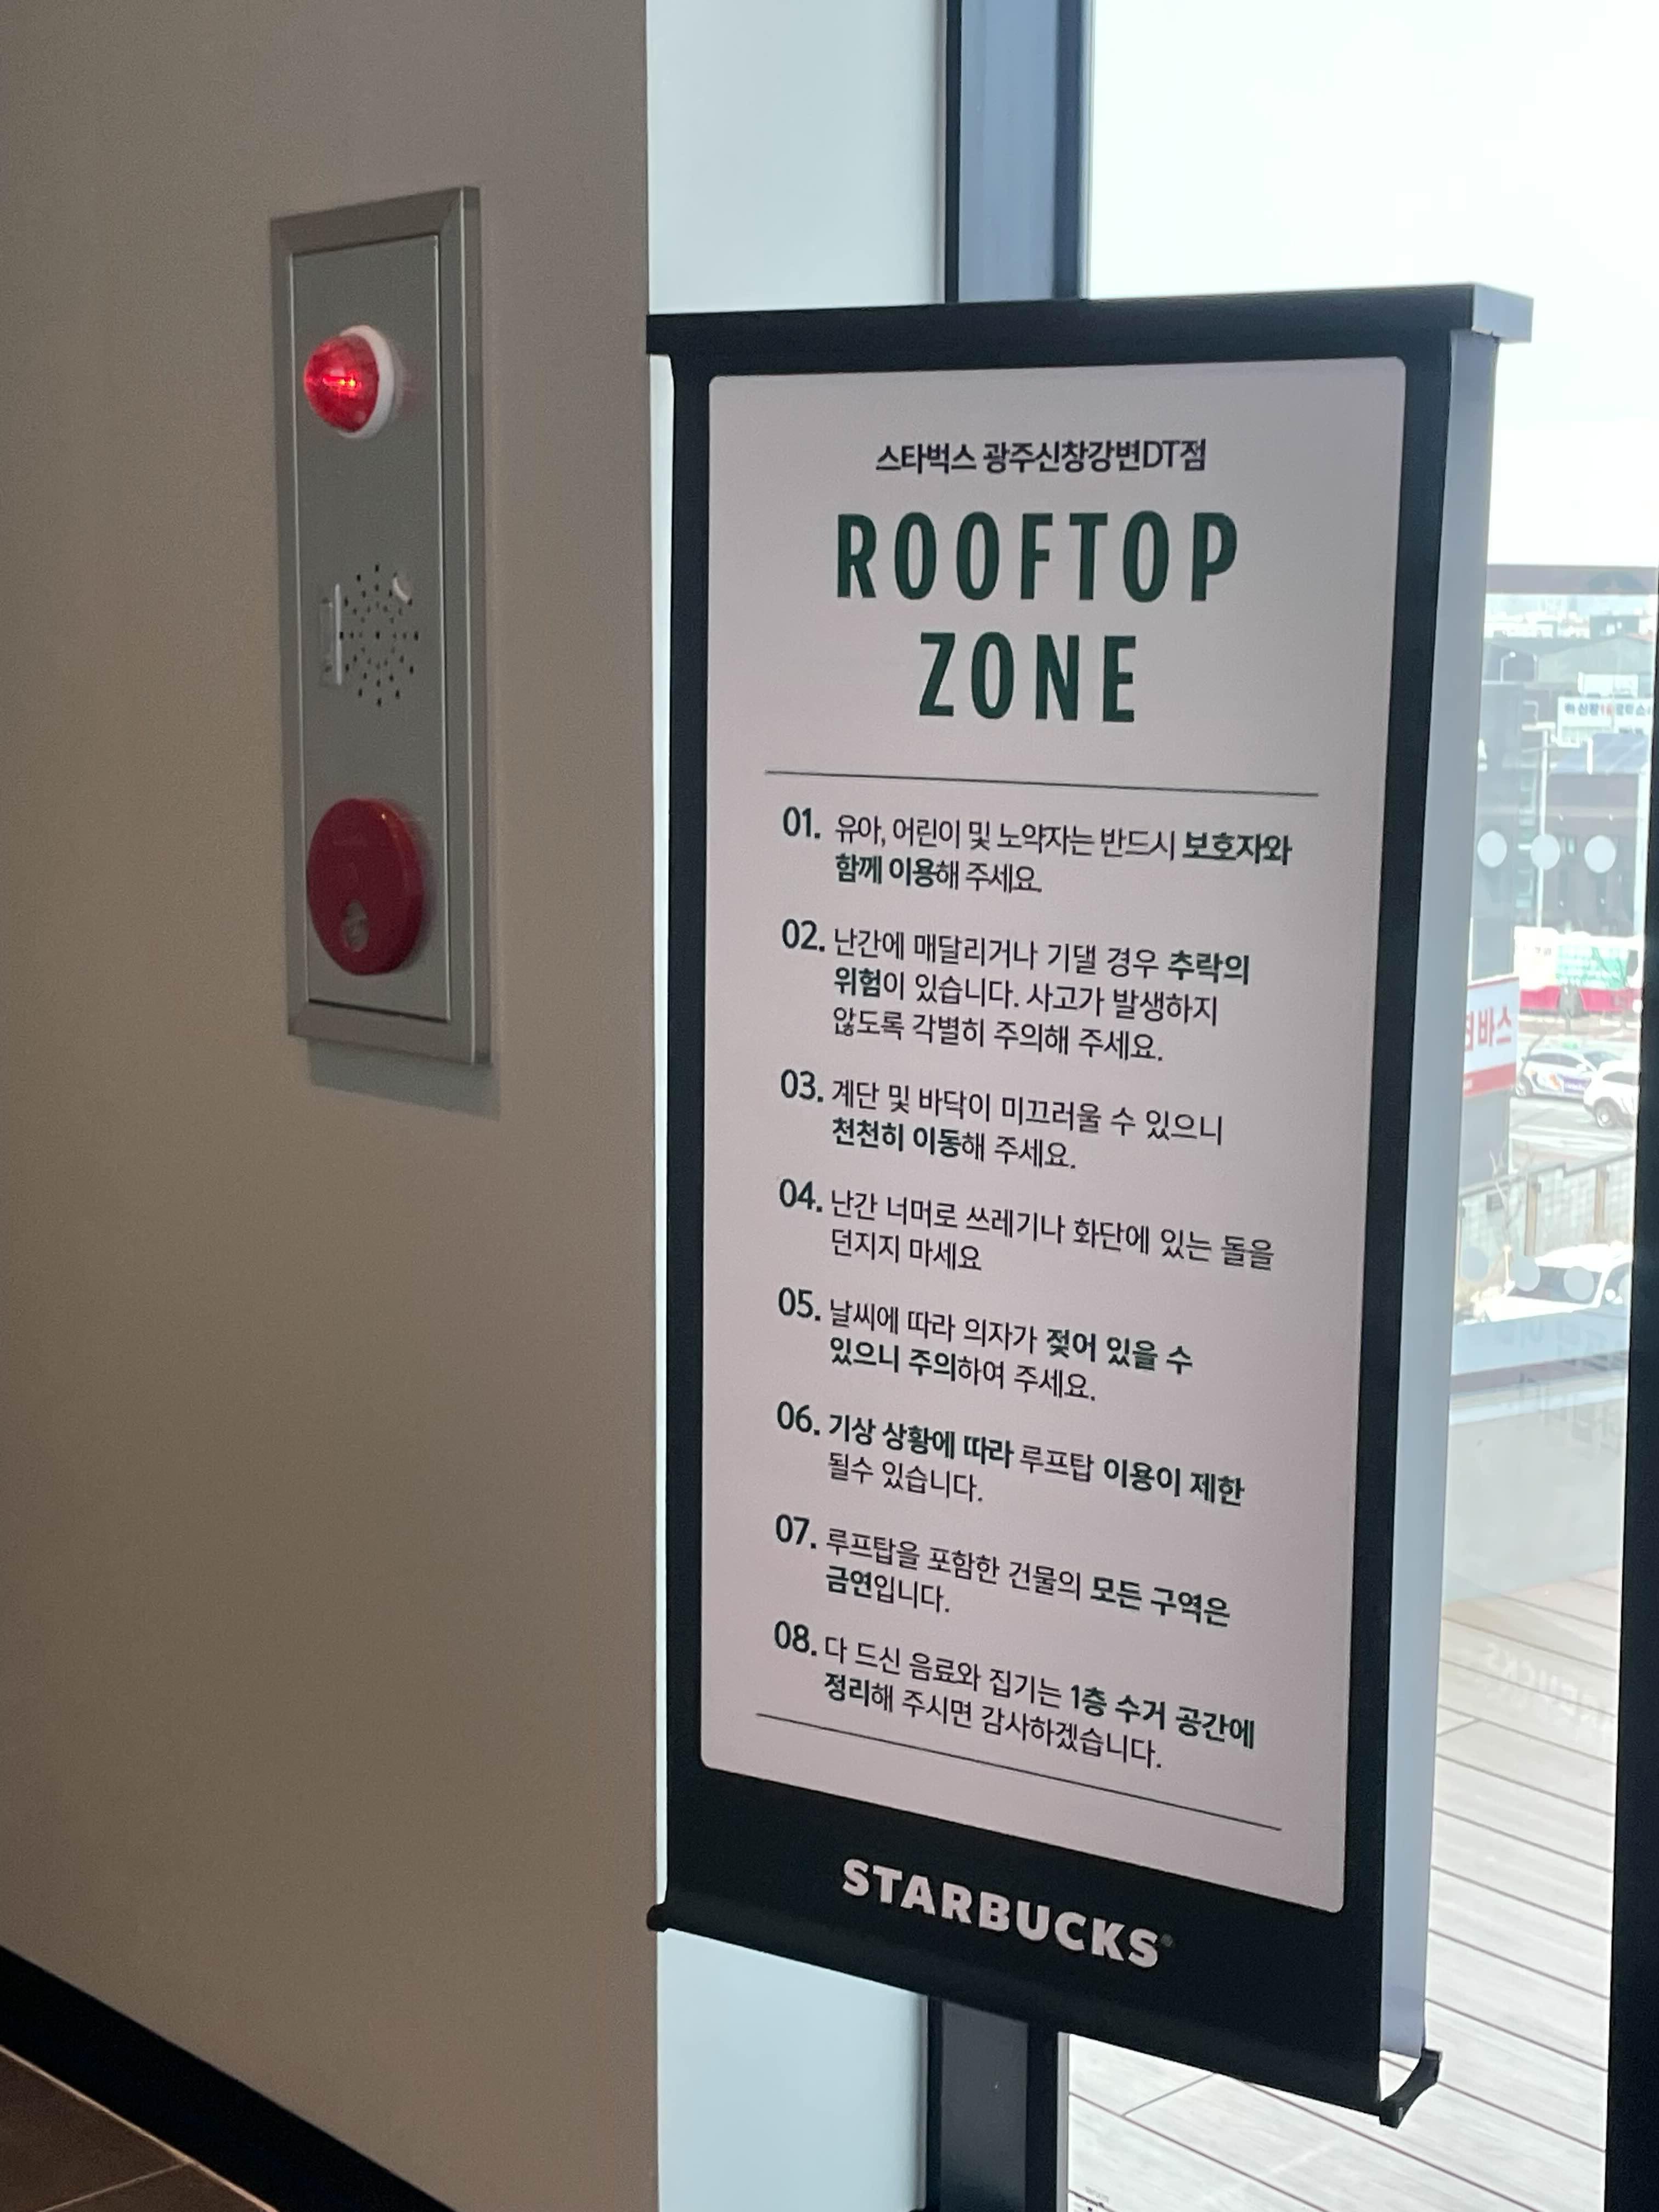 스타벅스 광주신창강변DT점
ROOFTOP
ZONE
01. 유아, 어린이 및 노약자는 반드시 보호자와
함께 이용해 주세요.
02. 난간에 매달리거나 기댈 경우 추락의
위험이 있습니다. 사고가 발생하지
않도록 각별히 주의해 주세요.
03. 계단 및 바닥이 미끄러울 수 있으니
천천히 이동해 주세요.
04. 난간 너머로 쓰레기나 화단에 있는 돌을
던지지 마세요
05. 날씨에 따라 의자가 젖어 있을 수
있으니 주의하여 주세요.
06. 기상 상황에 따라 루프탑 이용이 제한
될수 있습니다.
07. 루프탑을 포함한 건물의 모든 구역은
금연입니다.
08. 다 드신 음료와 집기는 1층 수거 공간에
정리해 주시면 감사하겠습니다.
STARBUCKS